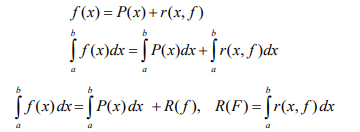 f(x) = P(x) + r(x, f)
∫_a^b f(x)dx = ∫_a^b P(x)dx + ∫_a^b r(x, f)dx
∫_a^b f(x)dx = ∫_a^b P(x)dx + R(f), R(F) = ∫_a^b r(x, f)dx